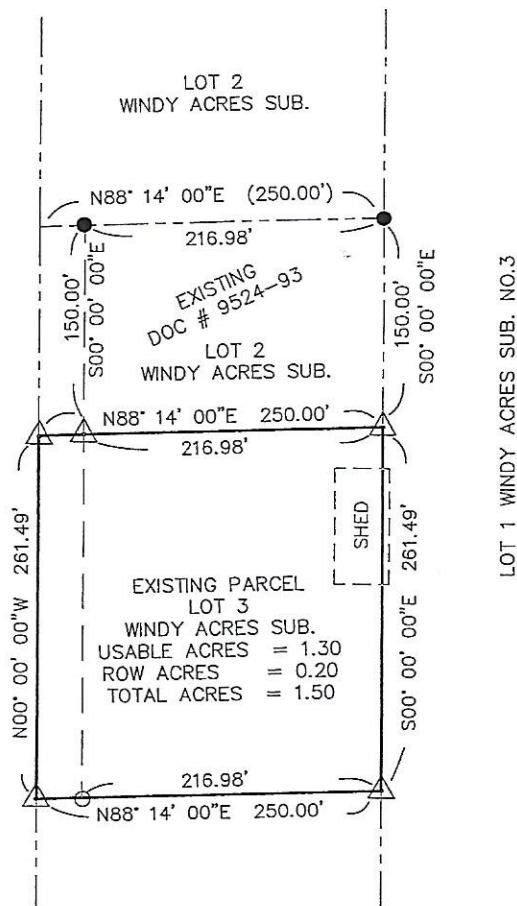 LOT 2
WINDY ACRES SUB.
N88° 14' 00"E (250.00')
216.98'
150.00'
S00° 00' 00"E
EXISTING
DOC # 9524-93
150.00'
S00° 00' 00"E
LOT 2
WINDY ACRES SUB.
LOT 1 WINDY ACRES SUB. NO.3
N88° 14' 00"E 250.00'
216.98'
N00° 00' 00"W 261.49'
SHED
S00° 00' 00"E 261.49'
EXISTING PARCEL
LOT 3
WINDY ACRES SUB.
USABLE ACRES = 1.30
ROW ACRES = 0.20
TOTAL ACRES = 1.50
216.98'
N88° 14' 00"E 250.00'